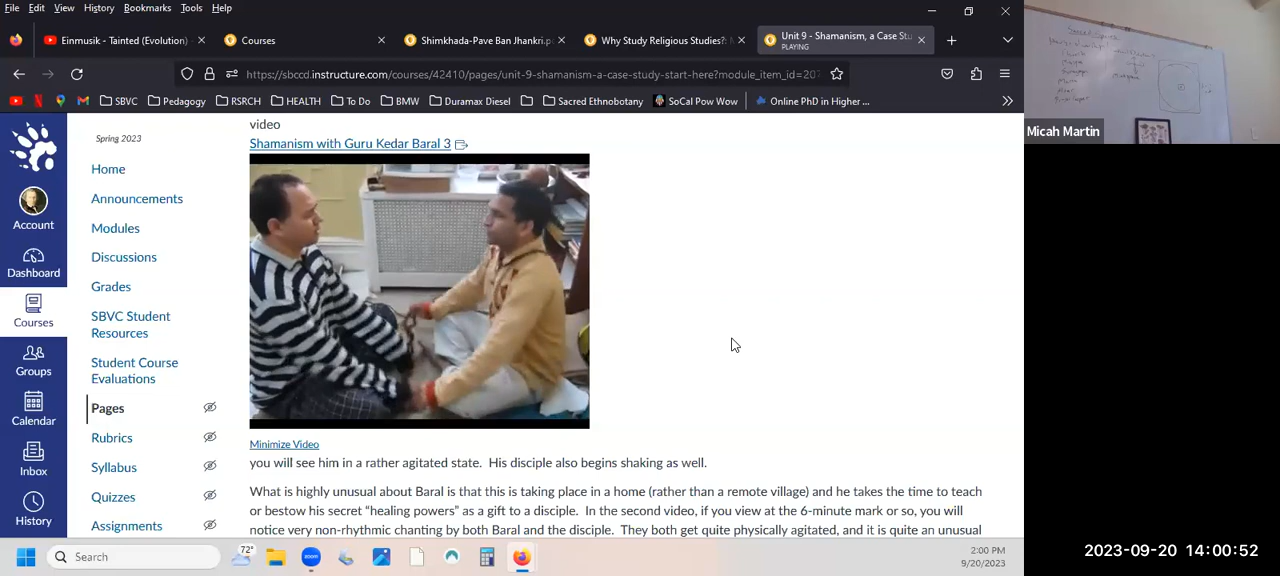 File Edit View History Bookmarks Tools Help
Einmusik - Tainted (Evolution)
Courses
Shimkhada-Pave Ban Jhankri.p
Why Study Religious Studies?:
Unit 9 - Shamanism, a Case Stu
PLAYING
https://sbccd.instructure.com/courses/42410/pages/unit-9-shamanism-a-case-study-start-here?module_item_id=207
SBVC Pedagogy RSRCH HEALTH To Do BMW Duramax Diesel Sacred Ethnobotany SoCal Pow Wow Online PhD in Higher ...
Micah Martin
Account
Dashboard
Courses
Groups
Calendar
Inbox
History
Spring 2023
Home
Announcements
Modules
Discussions
Grades
SBVC Student
Resources
Student Course
Evaluations
Pages
Rubrics
Syllabus
Quizzes
Assignments
video
Shamanism with Guru Kedar Baral 3
Minimize Video
you will see him in a rather agitated state. His disciple also begins shaking as well.
What is highly unusual about Baral is that this is taking place in a home (rather than a remote village) and he takes the time to teach
or bestow his secret “healing powers” as a gift to a disciple. In the second video, if you view at the 6-minute mark or so, you will
notice very non-rhythmic chanting by both Baral and the disciple. They both get quite physically agitated, and it is quite an unusual
72°
Search
zoom
2:00 PM
9/20/2023
2023-09-20 14:00:52